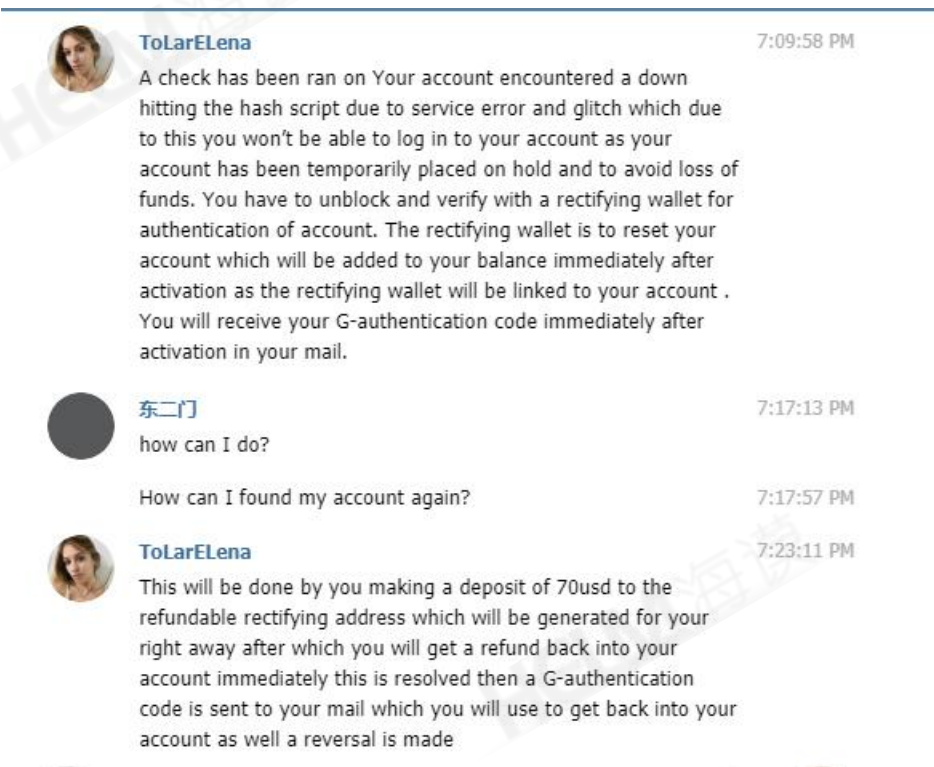 ToLarELena 7:09:58 PM
A check has been ran on Your account encountered a down
hitting the hash script due to service error and glitch which due
to this you won't be able to log in to your account as your
account has been temporarily placed on hold and to avoid loss of
funds. You have to unblock and verify with a rectifying wallet for
authentication of account. The rectifying wallet is to reset your
account which will be added to your balance immediately after
activation as the rectifying wallet will be linked to your account .
You will receive your G-authentication code immediately after
activation in your mail.
东二门 7:17:13 PM
how can I do?
How can I found my account again? 7:17:57 PM
ToLarELena 7:23:11 PM
This will be done by you making a deposit of 70usd to the
refundable rectifying address which will be generated for your
right away after which you will get a refund back into your
account immediately this is resolved then a G-authentication
code is sent to your mail which you will use to get back into your
account as well a reversal is made